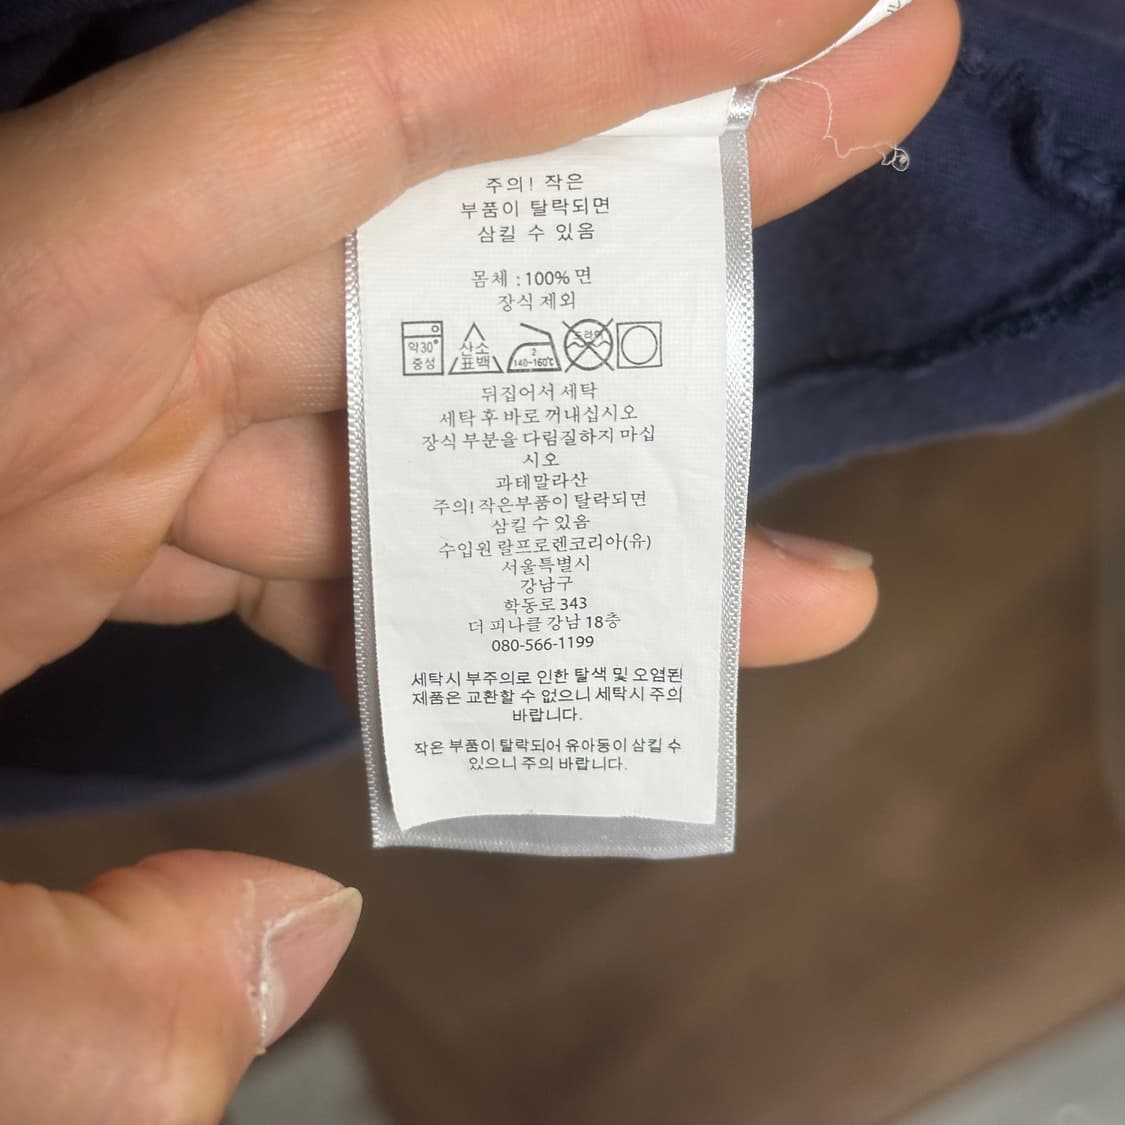 주의! 작은
부품이 탈락되면
삼킬 수 있음
몸체 : 100% 면
장식 제외
약30°
중성
산소
표백
2
140~160℃
드라이
뒤집어서 세탁
세탁 후 바로 꺼내십시오
장식 부분을 다림질하지 마십
시오
과테말라산
주의! 작은부품이 탈락되면
삼킬 수 있음
수입원 랄프로렌코리아(유)
서울특별시
강남구
학동로 343
더 피나클 강남 18층
080-566-1199
세탁시 부주의로 인한 탈색 및 오염된
제품은 교환할 수 없으니 세탁시 주의
바랍니다.
작은 부품이 탈락되어 유아동이 삼킬 수
있으니 주의 바랍니다.